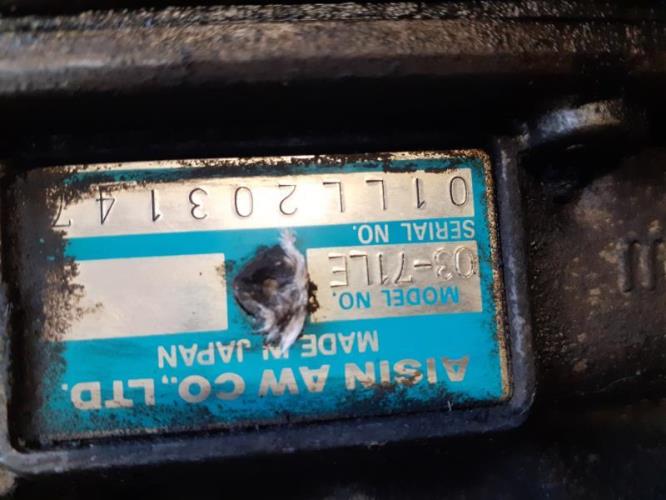 AISIN AW CO., LTD.
MADE IN JAPAN
MODEL NO.
03-71LE
SERIAL NO.
01LL203147